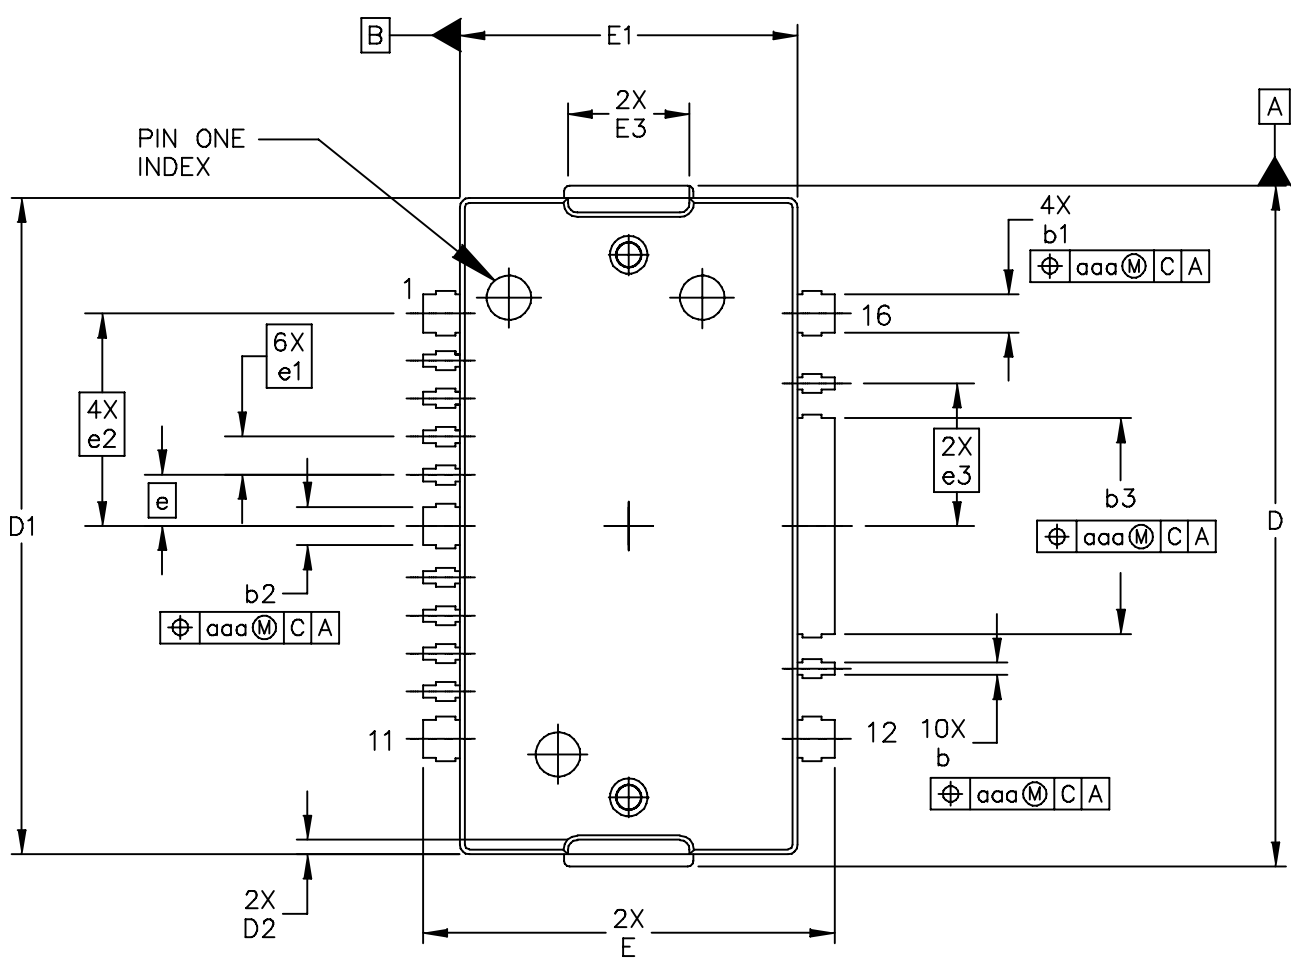 B
E1
2X
E3
A
PIN ONE
INDEX
4X
b1
⌖ aaa Ⓜ C A
1
16
6X
e1
4X
e2
2X
e3
e
b3
⌖ aaa Ⓜ C A
D1
D
b2
⌖ aaa Ⓜ C A
11
12
10X
b
⌖ aaa Ⓜ C A
2X
D2
2X
E